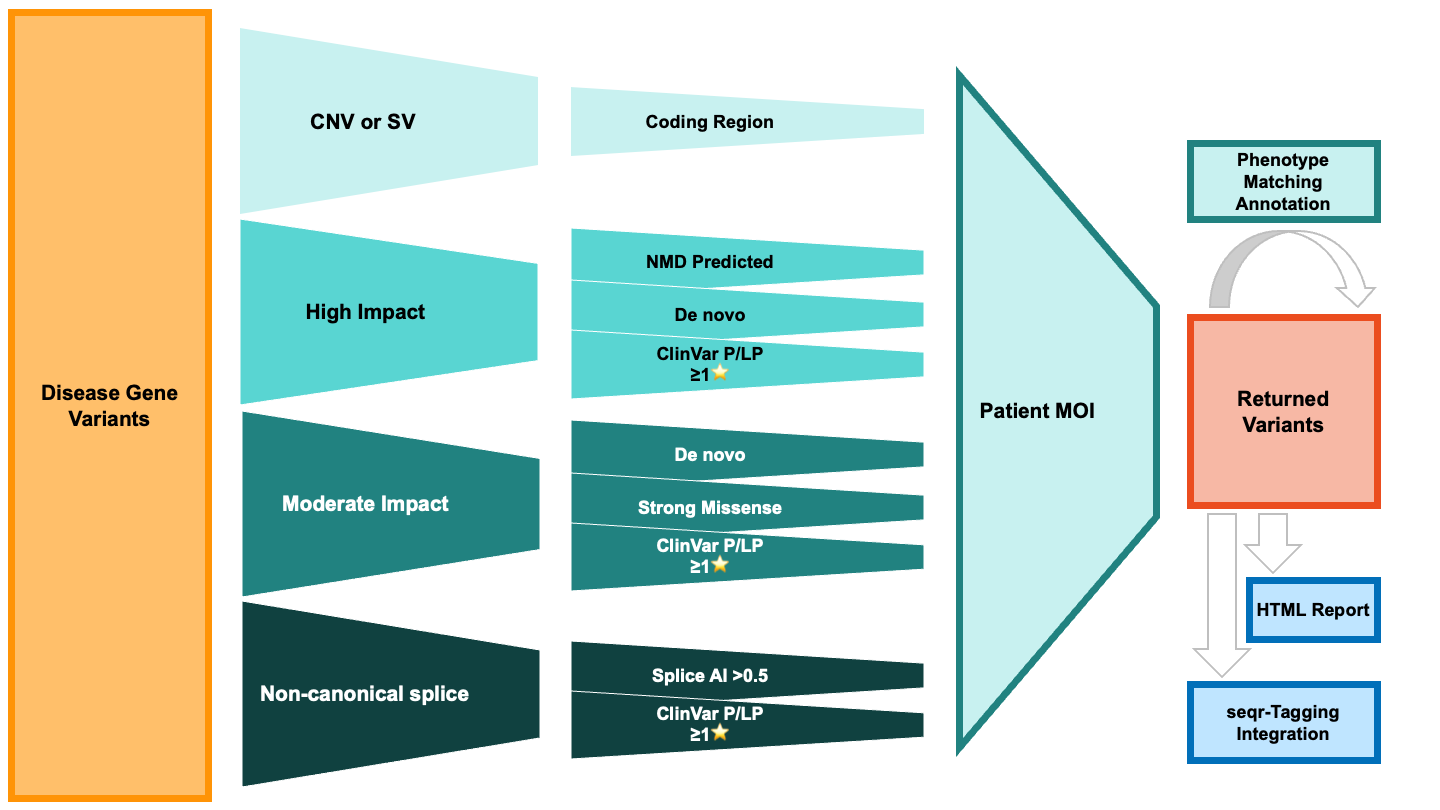 Disease Gene
Variants
CNV or SV
Coding Region
High Impact
NMD Predicted
De novo
ClinVar P/LP
≥1⭐
Moderate Impact
De novo
Strong Missense
ClinVar P/LP
≥1⭐
Non-canonical splice
Splice AI >0.5
ClinVar P/LP
≥1⭐
Patient MOI
Phenotype
Matching
Annotation
Returned
Variants
HTML Report
seqr-Tagging
Integration